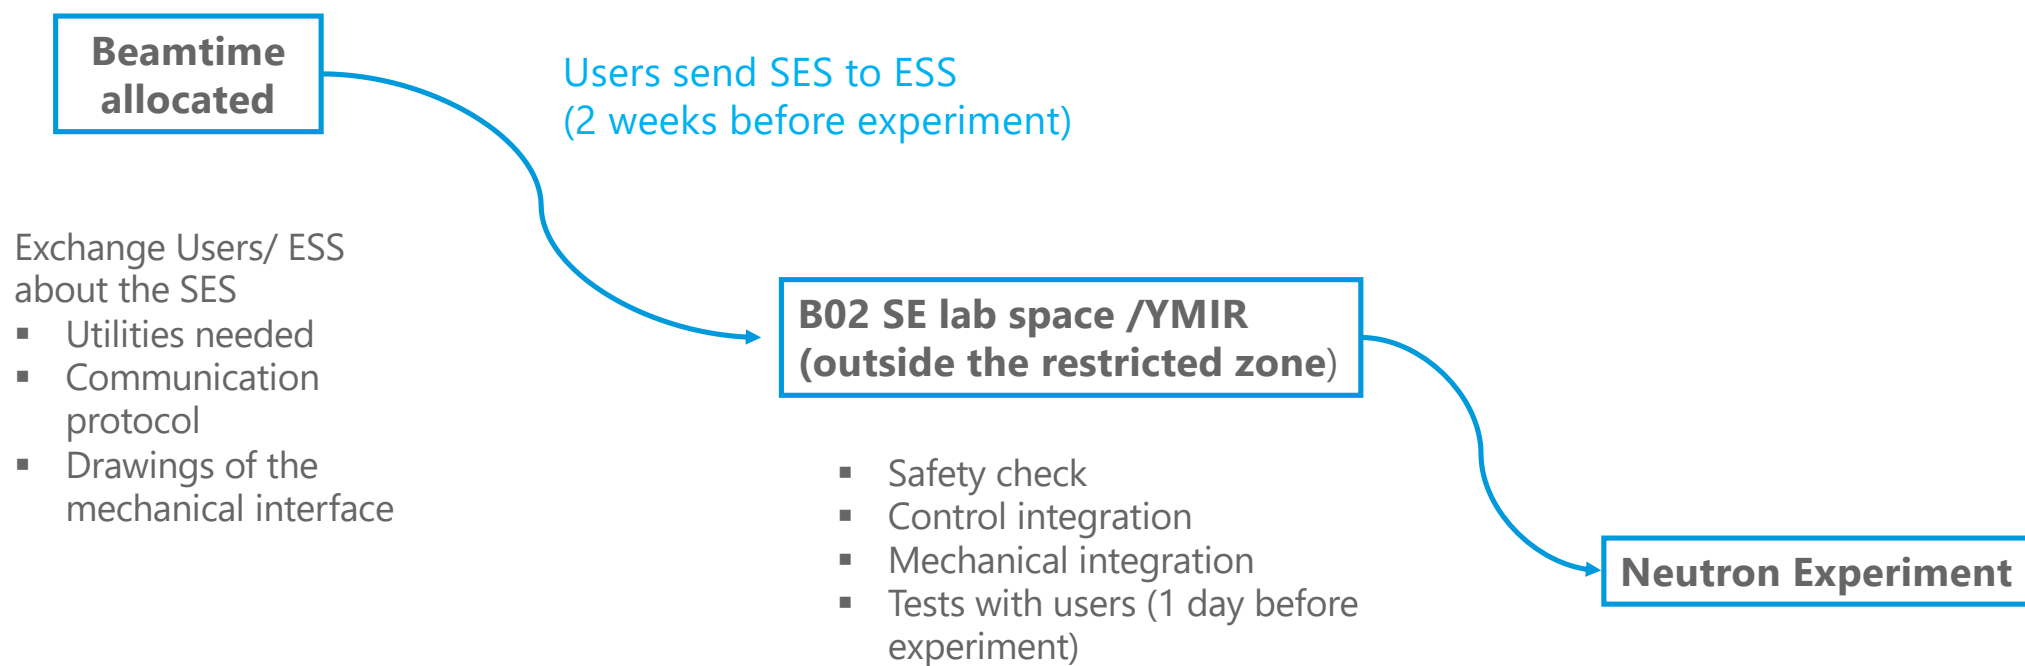 Beamtime
allocated
Users send SES to ESS
(2 weeks before experiment)
Exchange Users/ ESS
about the SES
▪ Utilities needed
▪ Communication
protocol
▪ Drawings of the
mechanical interface
B02 SE lab space /YMIR
(outside the restricted zone)
▪ Safety check
▪ Control integration
▪ Mechanical integration
▪ Tests with users (1 day before
experiment)
Neutron Experiment